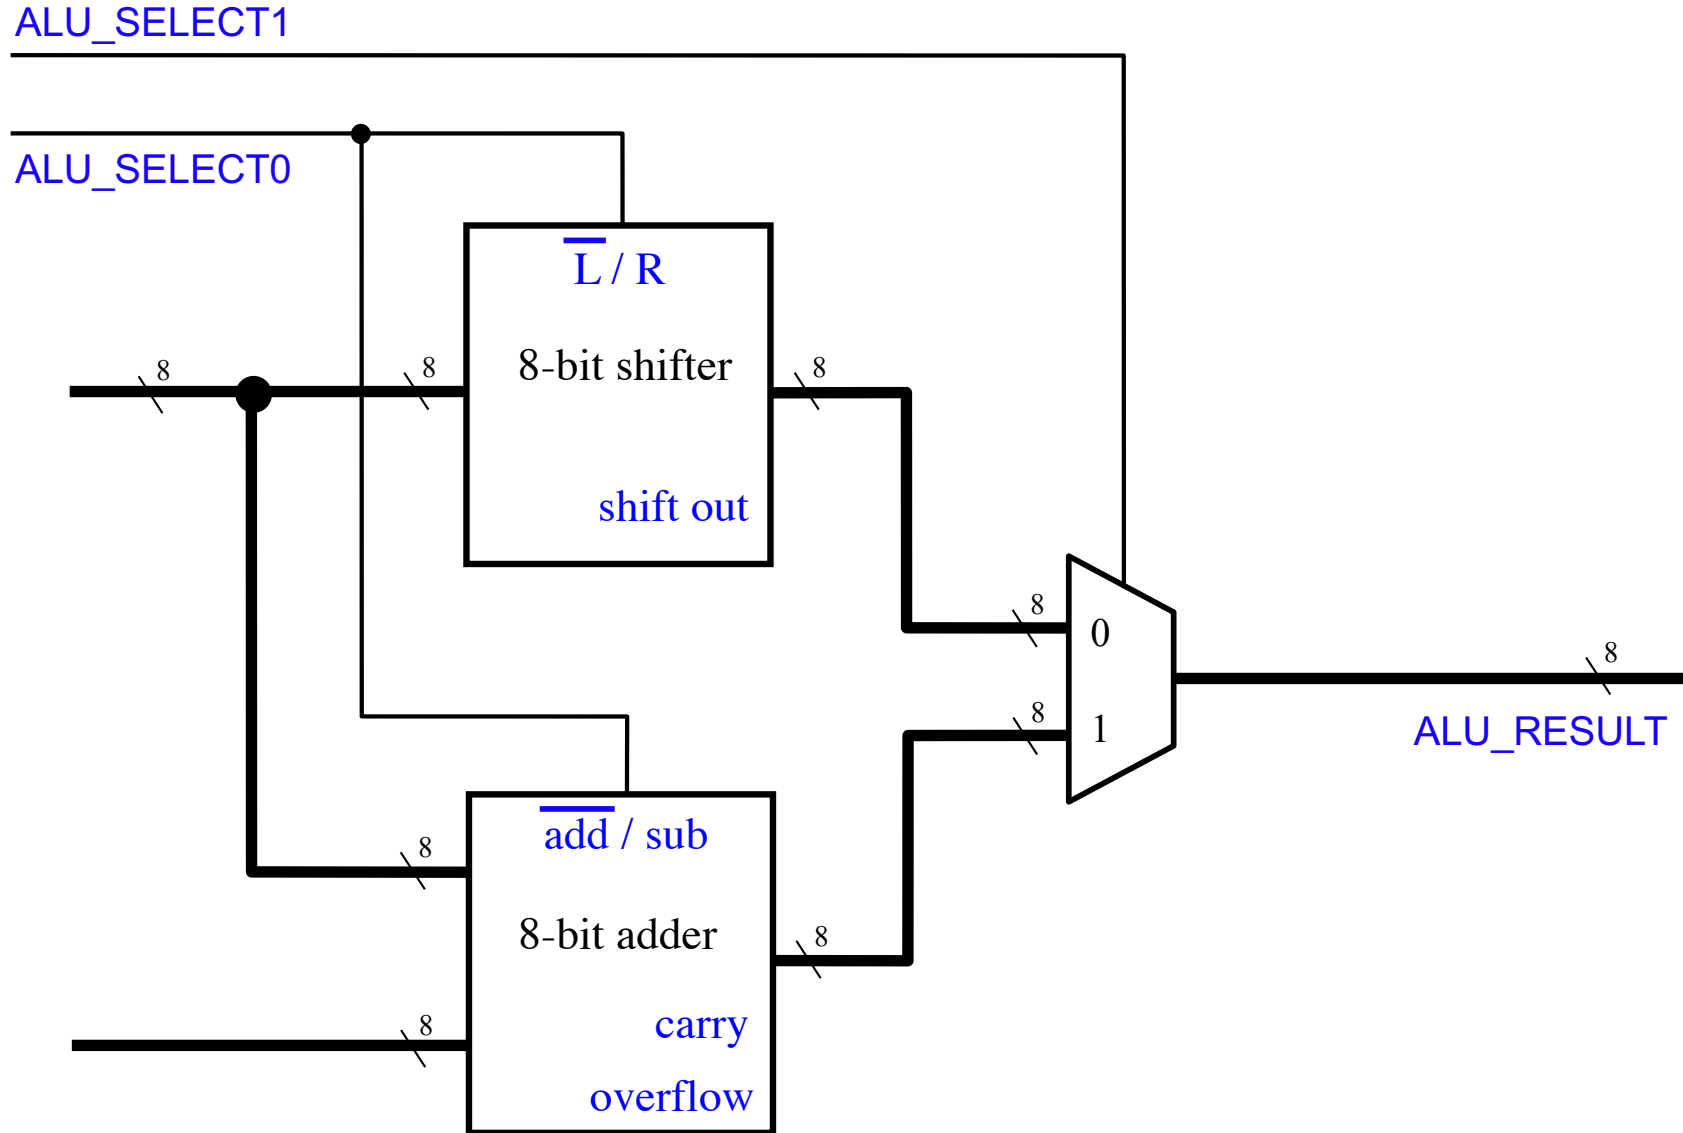 ALU_SELECT1
ALU_SELECT0
L / R
8
8
8-bit shifter
8
shift out
8
0
8
8
1
ALU_RESULT
add / sub
8
8-bit adder
8
8
carry
overflow